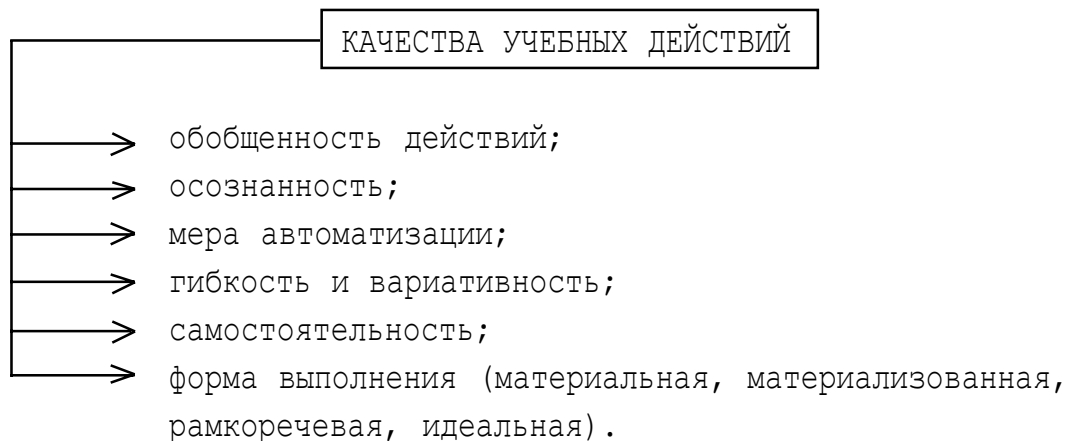 КАЧЕСТВА УЧЕБНЫХ ДЕЙСТВИЙ
обобщенность действий;
осознанность;
мера автоматизации;
гибкость и вариативность;
самостоятельность;
форма выполнения (материальная, материализованная,
рамкоречевая, идеальная).